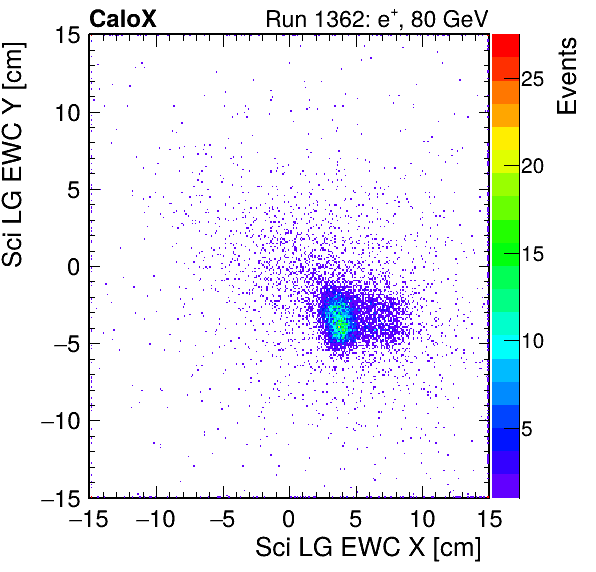 CaloX Run 1362: e+, 80 GeV
Sci LG EWC Y [cm]
15
10
5
0
−5
−10
−15
−15 −10 −5 0 5 10 15
Sci LG EWC X [cm]
Events
25
20
15
10
5